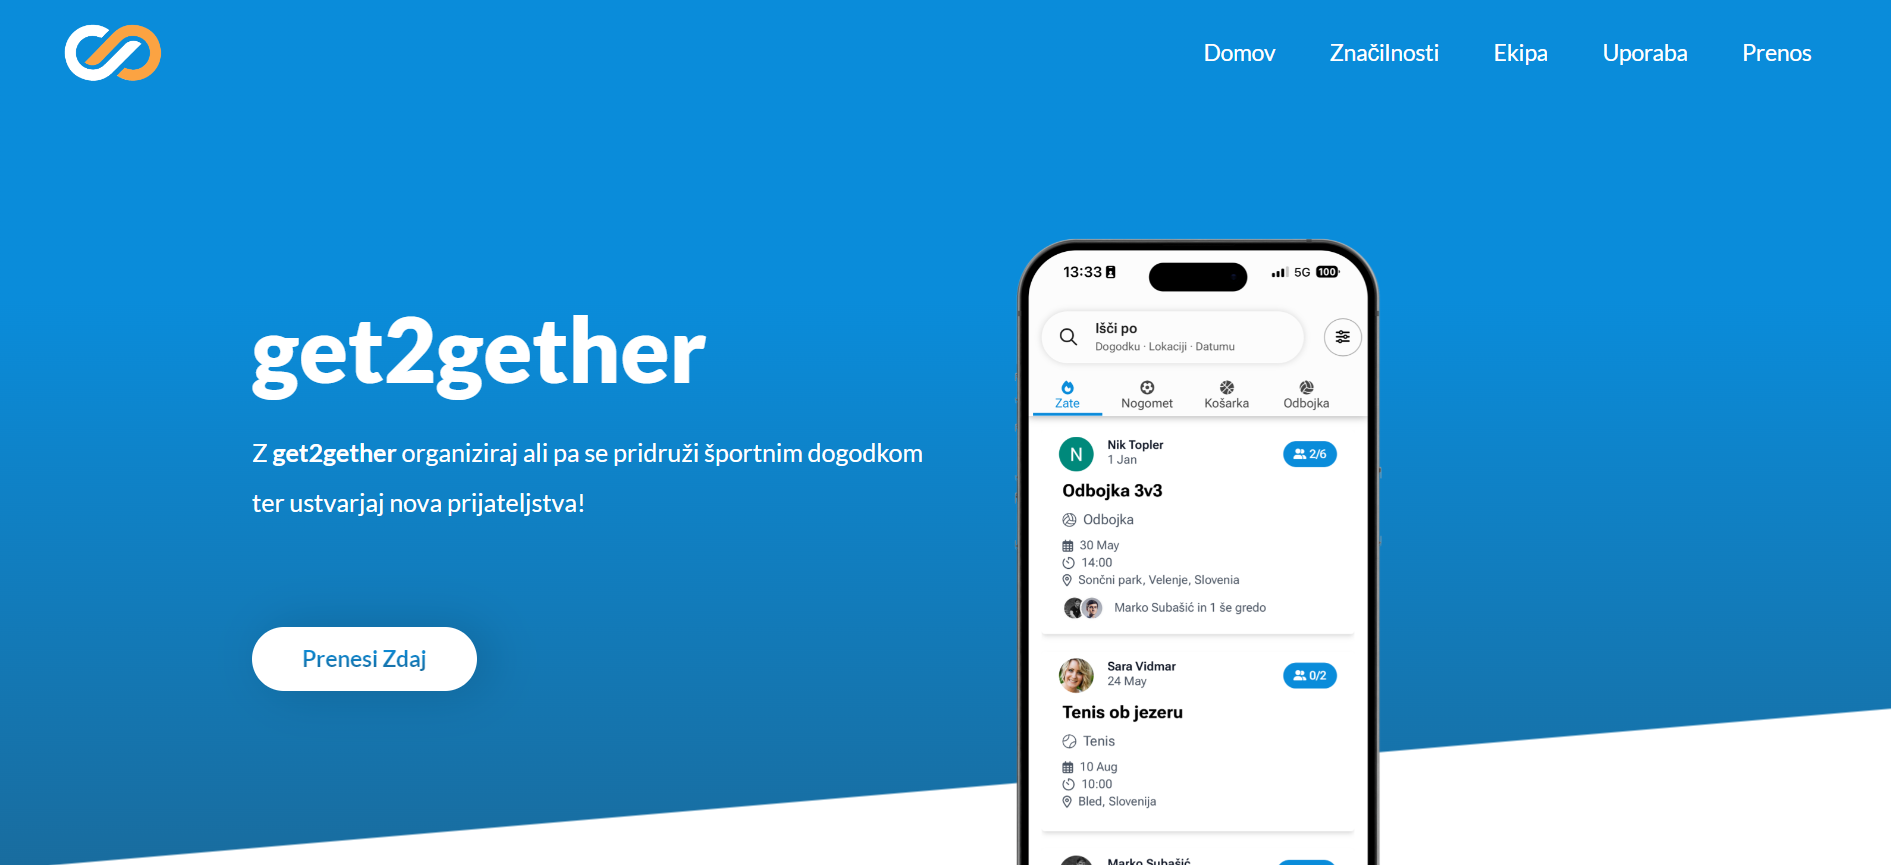 Domov Značilnosti Ekipa Uporaba Prenos
get2gether
Z get2gether organiziraj ali pa se pridruži športnim dogodkom
ter ustvarjaj nova prijateljstva!
Prenesi Zdaj
13:33 5G 100
Išči po
Dogodku · Lokaciji · Datumu
Zate Nogomet Košarka Odbojka
N
Nik Topler
1 Jan
2/6
Odbojka 3v3
Odbojka
30 May
14:00
Sončni park, Velenje, Slovenia
Marko Subašić in 1 še gredo
Sara Vidmar
24 May
0/2
Tenis ob jezeru
Tenis
10 Aug
10:00
Bled, Slovenija
Marko Subašić